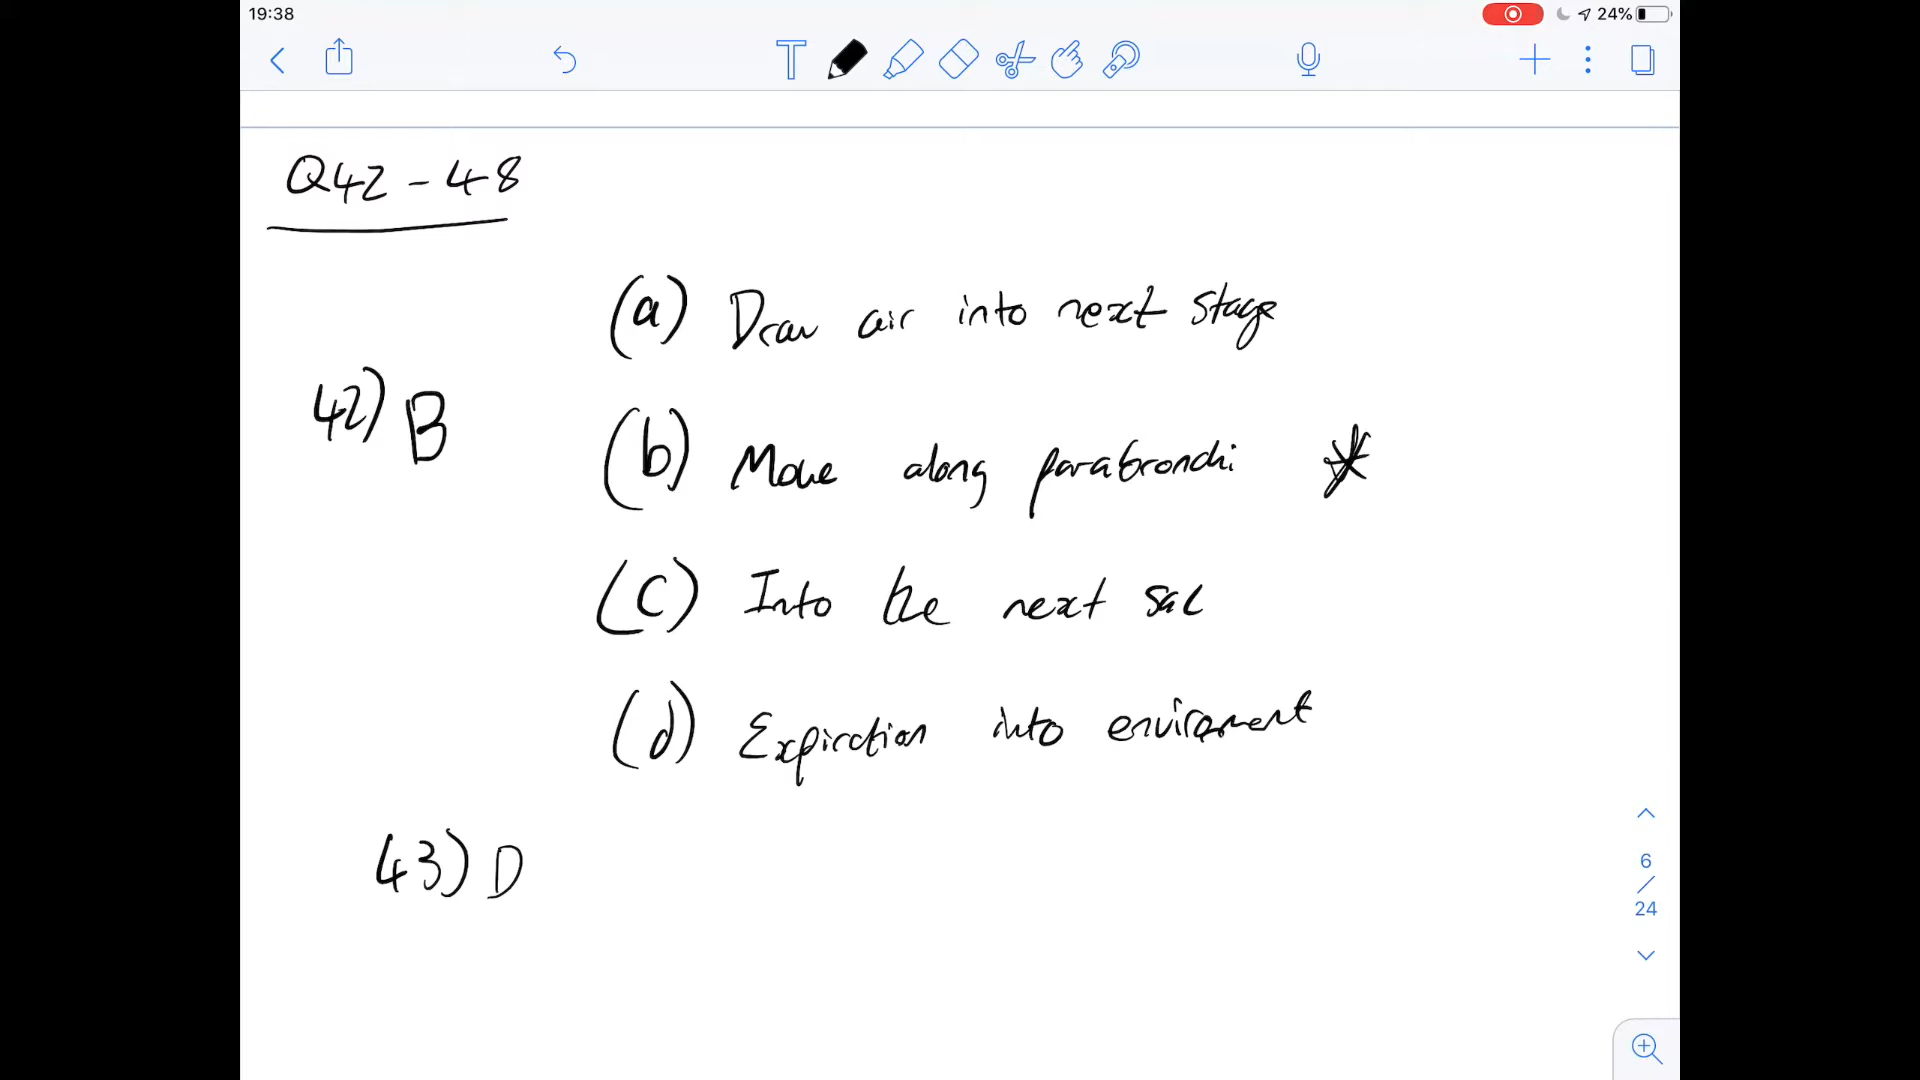 19:38
24%
Q42-48
(a) Draw air into next stage
42) B
(b) Move along parabronchi *
(c) Into the next sac
(d) Expiration into enviroment
43) D
6
/
24